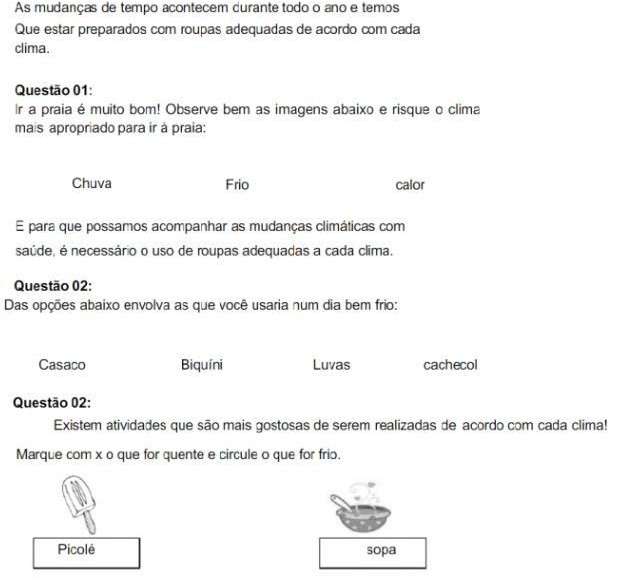 As mudanças de tempo acontecem durante todo o ano e temos
Que estar preparados com roupas adequadas de acordo com cada
clima.
Questão 01:
Ir a praia é muito bom! Observe bem as imagens abaixo e risque o clima
mais apropriado para ir à praia:
Chuva Frio calor
E para que possamos acompanhar as mudanças climáticas com
saúde, é necessário o uso de roupas adequadas a cada clima.
Questão 02:
Das opções abaixo envolva as que você usaria num dia bem frio:
Casaco Biquíni Luvas cachecol
Questão 02:
Existem atividades que são mais gostosas de serem realizadas de acordo com cada clima!
Marque com x o que for quente e circule o que for frio.
Picolé sopa